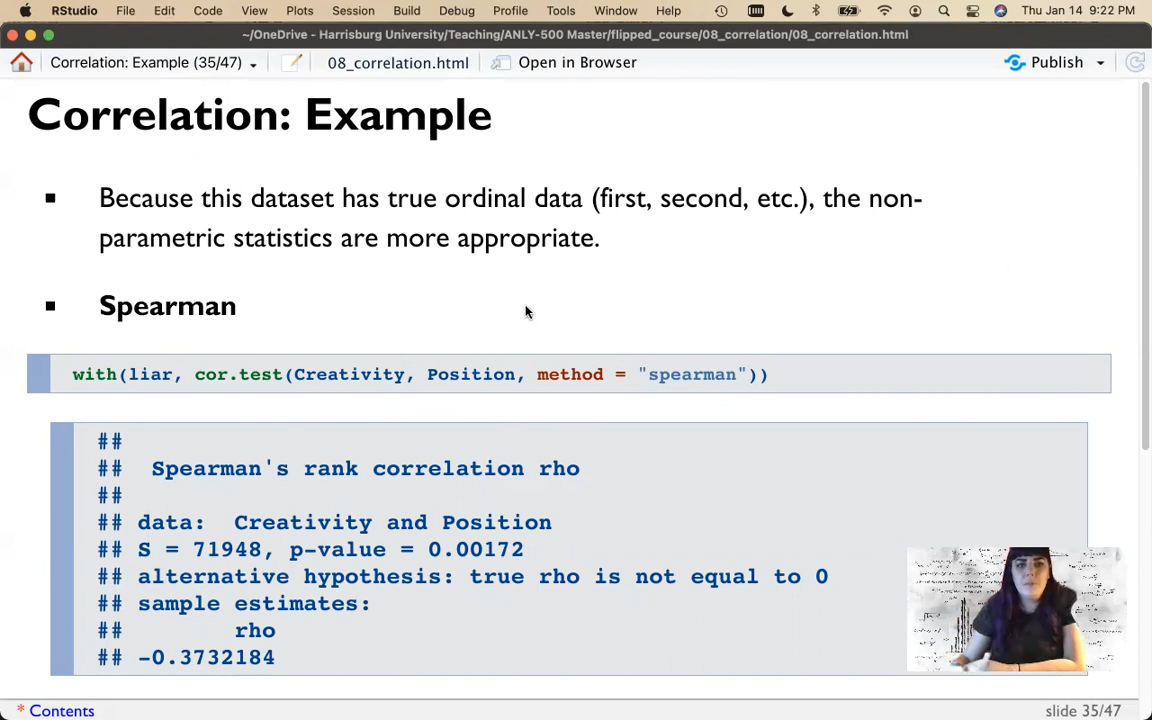 RStudio File Edit Code View Plots Session Build Debug Profile Tools Window Help Thu Jan 14 9:22 PM
~/OneDrive - Harrisburg University/Teaching/ANLY-500 Master/flipped_course/08_correlation/08_correlation.html
Correlation: Example (35/47) 08_correlation.html Open in Browser Publish
Correlation: Example
▪ Because this dataset has true ordinal data (first, second, etc.), the non-
parametric statistics are more appropriate.
▪ Spearman
with(liar, cor.test(Creativity, Position, method = "spearman"))
##
## Spearman's rank correlation rho
##
## data: Creativity and Position
## S = 71948, p-value = 0.00172
## alternative hypothesis: true rho is not equal to 0
## sample estimates:
## rho
## -0.3732184
* Contents slide 35/47